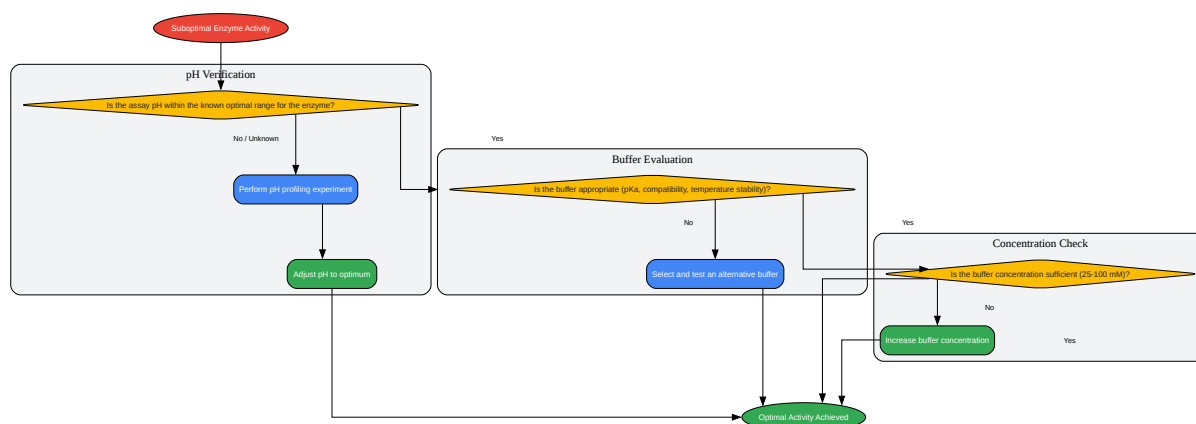 Suboptimal Enzyme Activity
pH Verification
Is the assay pH within the known optimal range for the enzyme?
No / Unknown
Yes
Buffer Evaluation
Perform pH profiling experiment
Is the buffer appropriate (pKa, compatibility, temperature stability)?
No
Yes
Concentration Check
Adjust pH to optimum
Select and test an alternative buffer
Is the buffer concentration sufficient (25-100 mM)?
No
Increase buffer concentration
Yes
Optimal Activity Achieved